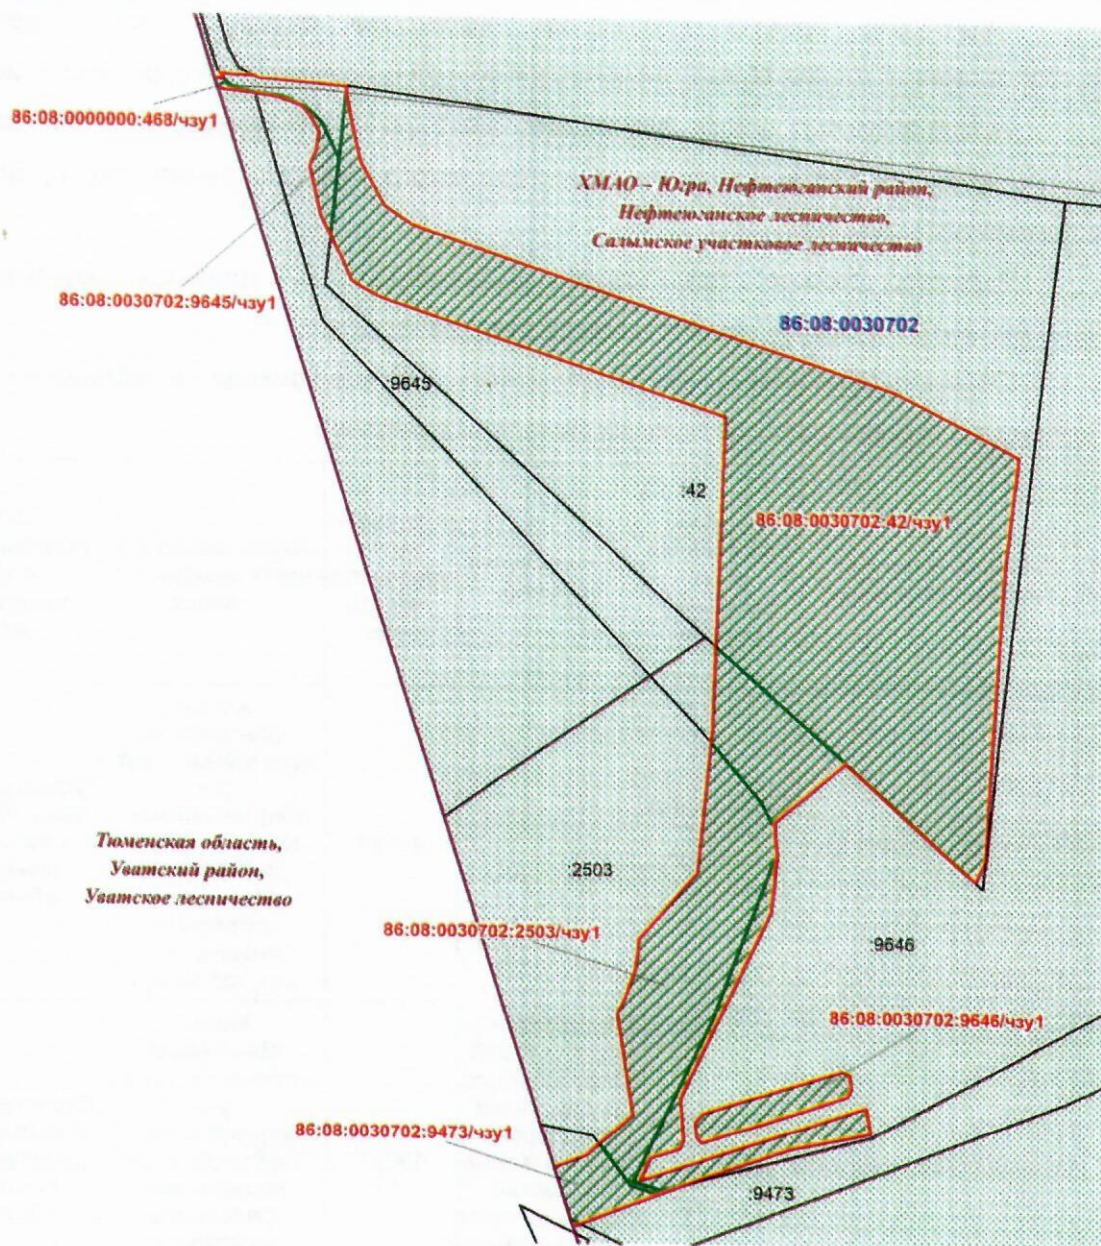 86:08:0000000:468/чзу1
ХМАО – Югра, Нефтеюганский район,
Нефтеюганское лесничество,
Салымское участковое лесничество
86:08:0030702:9645/чзу1
86:08:0030702
:9645
:42
86:08:0030702:42/чзу1
Тюменская область,
Уватский район,
Уватское лесничество
:2503
86:08:0030702:2503/чзу1
:9646
86:08:0030702:9646/чзу1
86:08:0030702:9473/чзу1
:9473